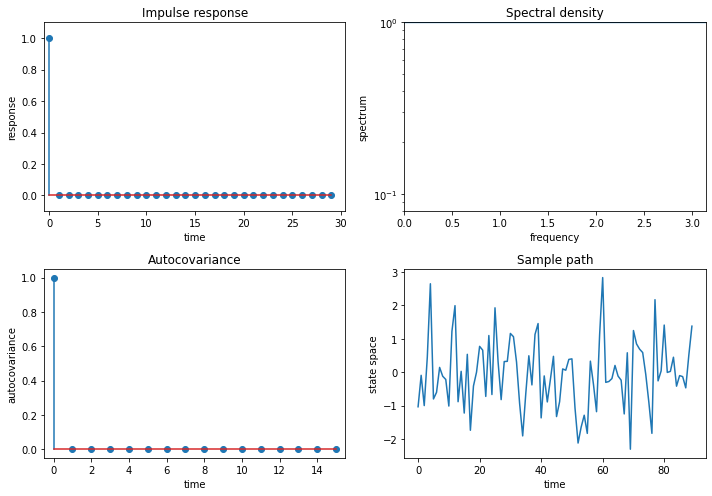 Impulse response
1.0
0.8
0.6
0.4
0.2
0.0
response
0 5 10 15 20 25 30
time
Spectral density
10⁰
10⁻¹
spectrum
0.0 0.5 1.0 1.5 2.0 2.5 3.0
frequency
Autocovariance
1.0
0.8
0.6
0.4
0.2
0.0
autocovariance
0 2 4 6 8 10 12 14
time
Sample path
3
2
1
0
−1
−2
state space
0 20 40 60 80
time